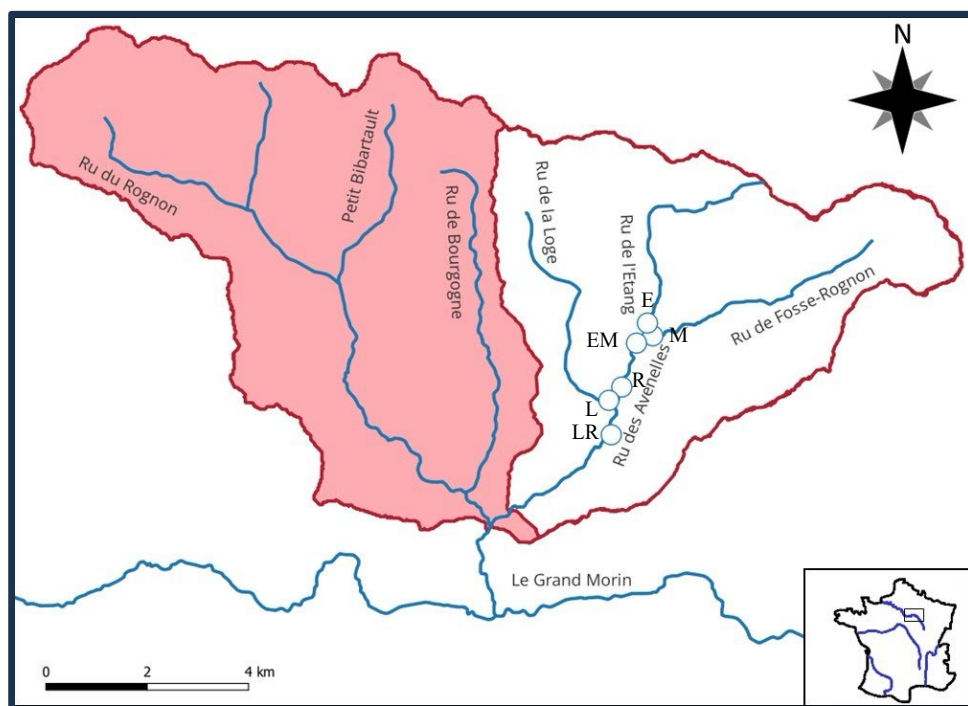 N
Ru du Rognon
Petit Bibartault
Ru de Bourgogne
Ru de la Loge
Ru de l'Etang
Ru de Fosse-Rognon
E
EM
M
R
L
LR
Ru des Avenelles
Le Grand Morin
0
2
4 km